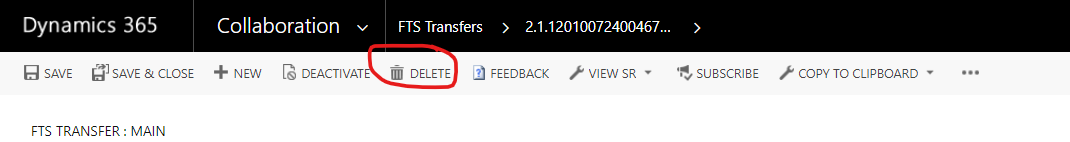 Dynamics 365 Collaboration FTS Transfers 2.1.12010072400467...
SAVE SAVE & CLOSE NEW DEACTIVATE DELETE FEEDBACK VIEW SR SUBSCRIBE COPY TO CLIPBOARD ...
FTS TRANSFER : MAIN